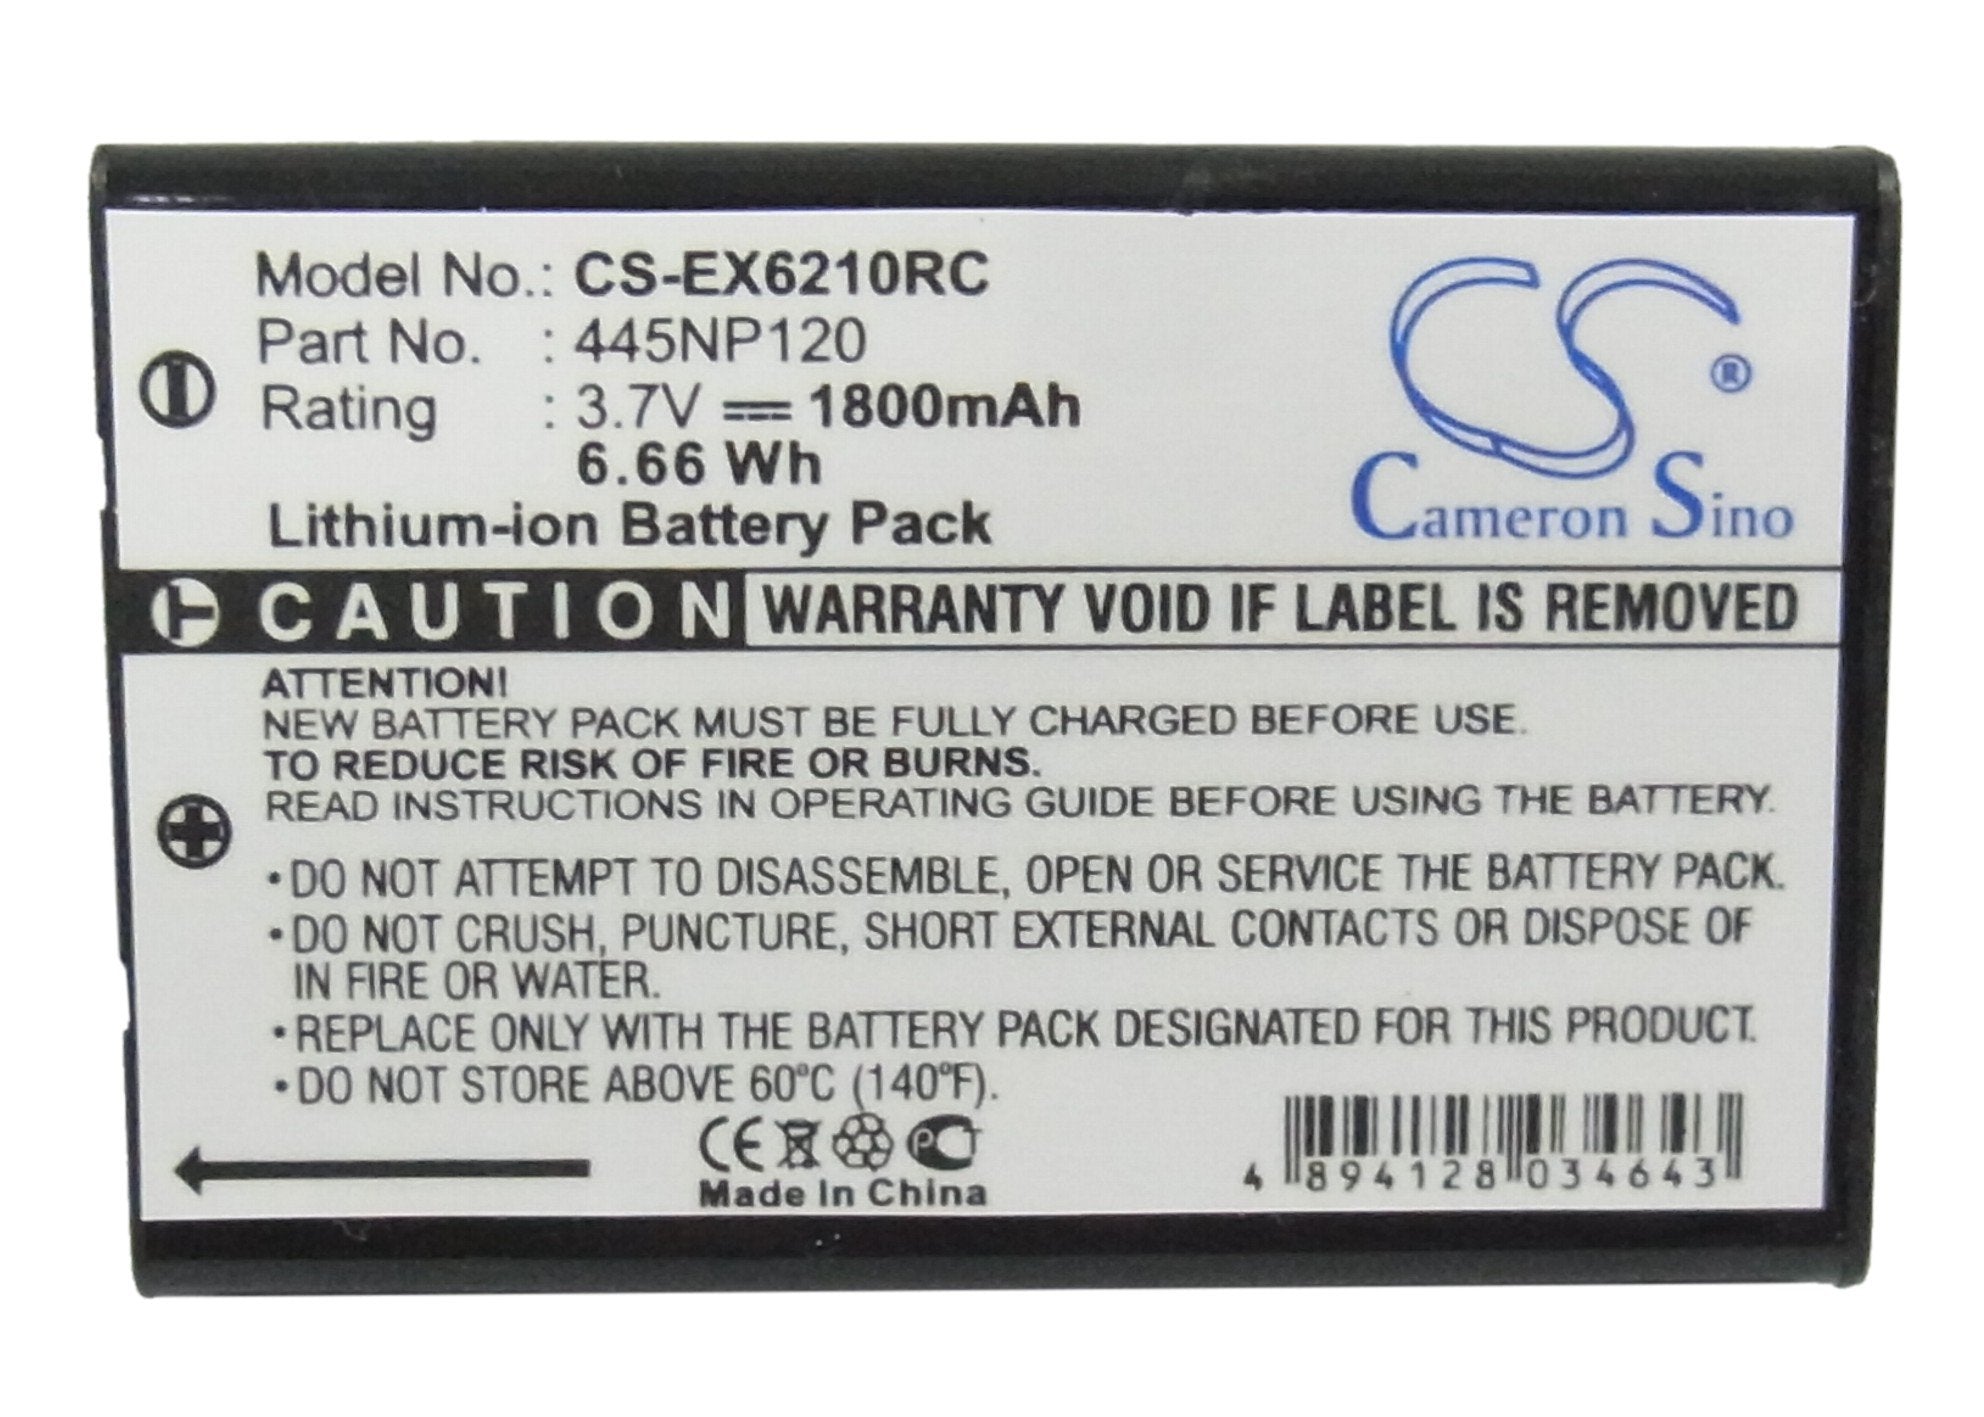 Model No.: CS-EX6210RC
Part No. : 445NP120
Rating : 3.7V 1800mAh
6.66 Wh
Lithium-ion Battery Pack
CS ®
Cameron Sino
T CAUTION WARRANTY VOID IF LABEL IS REMOVED
ATTENTION!
NEW BATTERY PACK MUST BE FULLY CHARGED BEFORE USE.
TO REDUCE RISK OF FIRE OR BURNS.
READ INSTRUCTIONS IN OPERATING GUIDE BEFORE USING THE BATTERY.
•DO NOT ATTEMPT TO DISASSEMBLE, OPEN OR SERVICE THE BATTERY PACK.
•DO NOT CRUSH, PUNCTURE, SHORT EXTERNAL CONTACTS OR DISPOSE OF
IN FIRE OR WATER.
•REPLACE ONLY WITH THE BATTERY PACK DESIGNATED FOR THIS PRODUCT.
•DO NOT STORE ABOVE 60°C (140°F).
CE PCT
Made In China
4 894128 034643